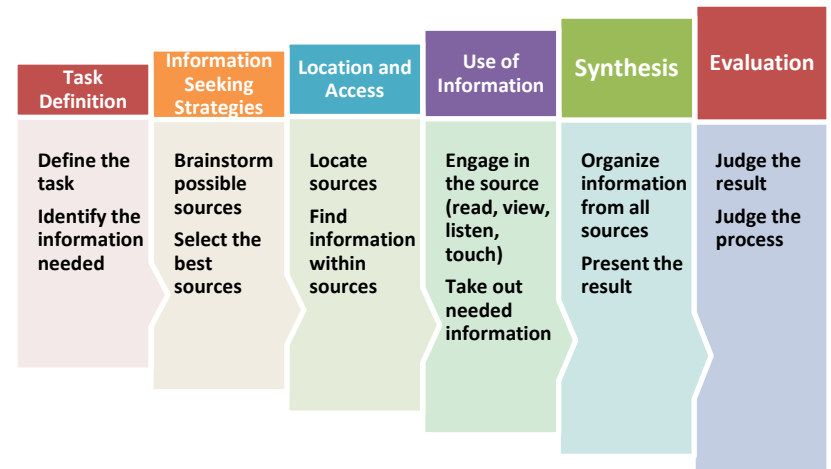 Task
Definition
Define the
task
Identify the
information
needed
Information
Seeking
Strategies
Brainstorm
possible
sources
Select the
best
sources
Location and
Access
Locate
sources
Find
information
within
sources
Use of
Information
Engage in
the source
(read, view,
listen,
touch)
Take out
needed
information
Synthesis
Organize
information
from all
sources
Present the
result
Evaluation
Judge the
result
Judge the
process